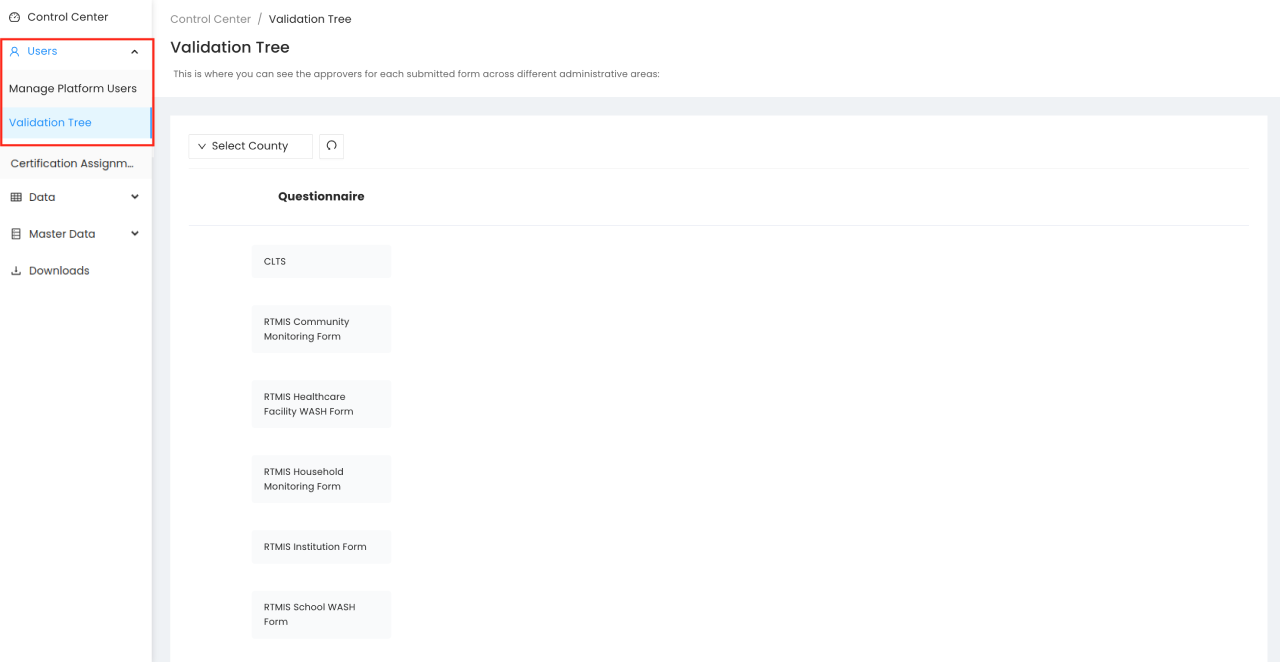 Control Center
Users
Manage Platform Users
Validation Tree
Certification Assignm...
Data
Master Data
Downloads
Control Center / Validation Tree
Validation Tree
This is where you can see the approvers for each submitted form across different administrative areas:
Select County
Questionnaire
CLTS
RTMIS Community
Monitoring Form
RTMIS Healthcare
Facility WASH Form
RTMIS Household
Monitoring Form
RTMIS Institution Form
RTMIS School WASH
Form